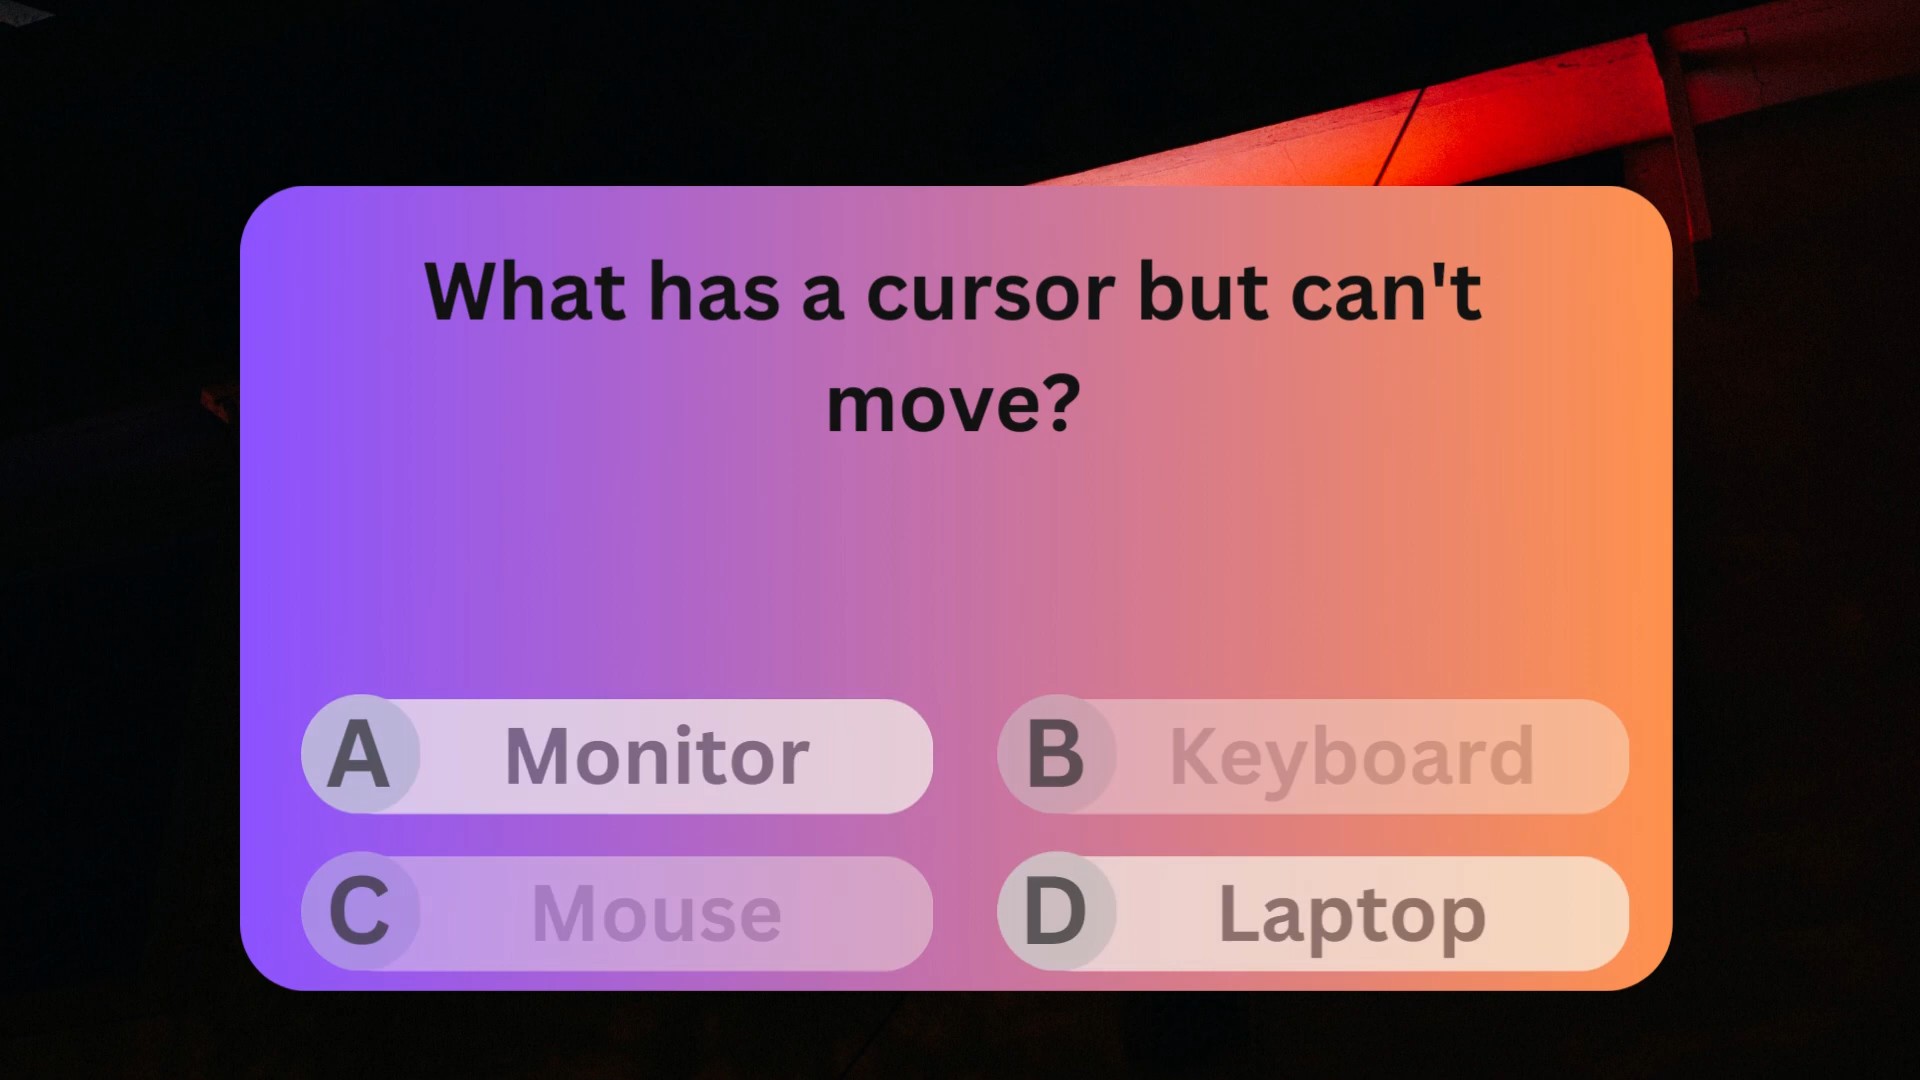 What has a cursor but can't
move?
A Monitor
B Keyboard
C Mouse
D Laptop